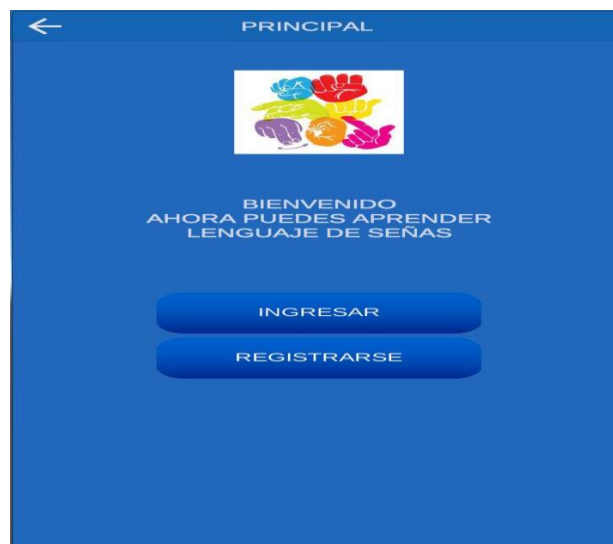 PRINCIPAL
BIENVENIDO
AHORA PUEDES APRENDER
LENGUAJE DE SEÑAS
INGRESAR
REGISTRARSE